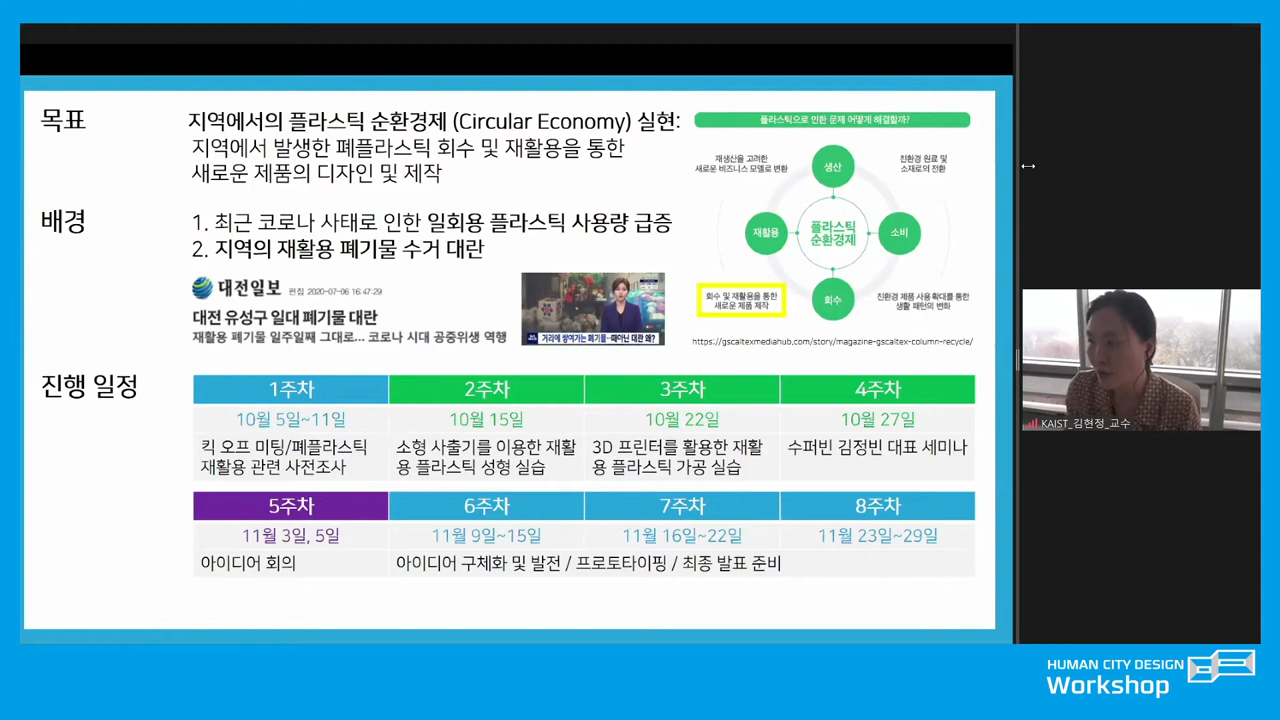 목표
지역에서의 플라스틱 순환경제 (Circular Economy) 실현:
지역에서 발생한 폐플라스틱 회수 및 재활용을 통한
새로운 제품의 디자인 및 제작
플라스틱으로 인한 문제 어떻게 해결할까?
재생산을 고려한
새로운 비즈니스 모델로 변환
생산
친환경 원료 및
소재로의 전환
재활용
플라스틱
순환경제
소비
회수 및 재활용을 통한
새로운 제품 제작
회수
친환경 제품 사용 확대를 통한
생활 패턴의 변화
https://gscaltexmediahub.com/story/magazine-gscaltex-column-recycle/
배경
1. 최근 코로나 사태로 인한 일회용 플라스틱 사용량 급증
2. 지역의 재활용 폐기물 수거 대란
대전일보 편집 2020-07-06 16:47:29
대전 유성구 일대 폐기물 대란
재활용 폐기물 일주일째 그대로... 코로나 시대 공중위생 역행
거리에 쌓여가는 폐기물…때아닌 대란 왜?
진행 일정
1주차 2주차 3주차 4주차
10월 5일~11일 10월 15일 10월 22일 10월 27일
킥 오프 미팅/폐플라스틱
재활용 관련 사전조사
소형 사출기를 이용한 재활
용 플라스틱 성형 실습
3D 프린터를 활용한 재활
용 플라스틱 가공 실습
수퍼빈 김정빈 대표 세미나
5주차 6주차 7주차 8주차
11월 3일, 5일 11월 9일~15일 11월 16일~22일 11월 23일~29일
아이디어 회의
아이디어 구체화 및 발전 / 프로토타이핑 / 최종 발표 준비
KAIST_김현정_교수
HUMAN CITY DESIGN
Workshop